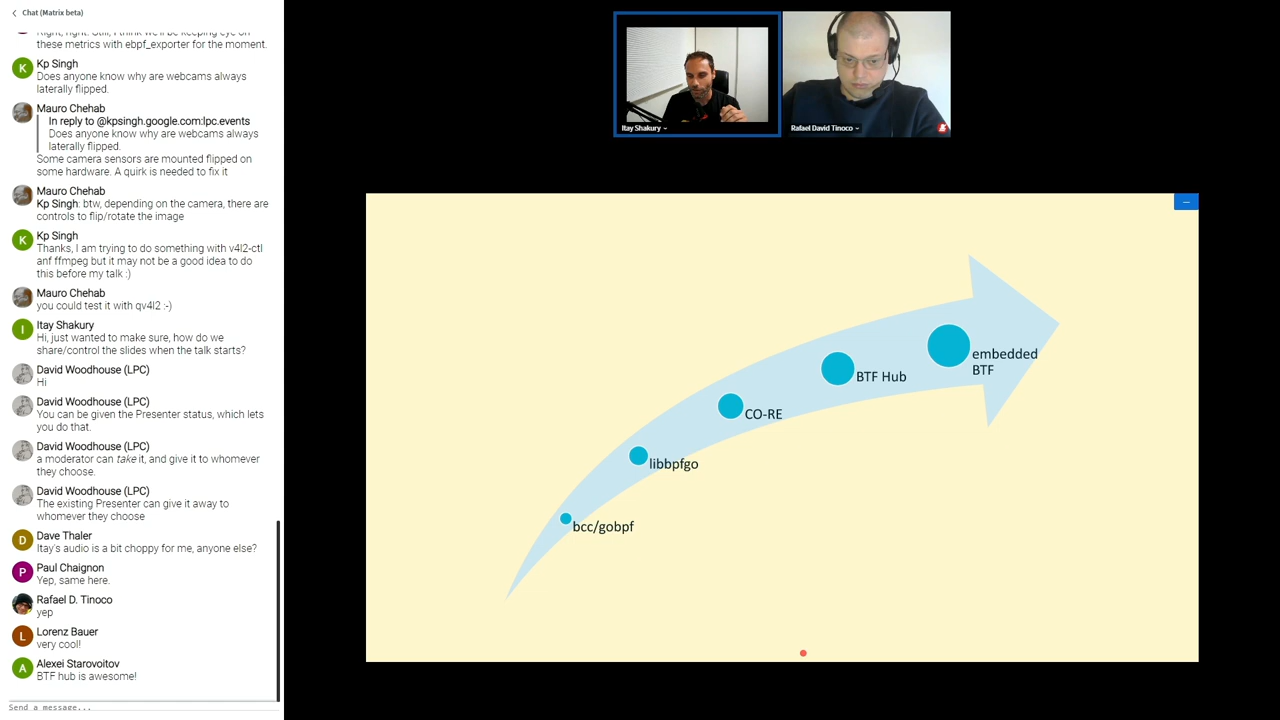 Chat (Matrix beta)
Right, right. Still, I think we'll be keeping eye on
these metrics with ebpf_exporter for the moment.
K
Kp Singh
Does anyone know why are webcams always
laterally flipped.
Mauro Chehab
In reply to @kpsingh.google.com:lpc.events
Does anyone know why are webcams always
laterally flipped.
Some camera sensors are mounted flipped on
some hardware. A quirk is needed to fix it
Mauro Chehab
Kp Singh: btw, depending on the camera, there are
controls to flip/rotate the image
K
Kp Singh
Thanks, I am trying to do something with v4l2-ctl
anf ffmpeg but it may not be a good idea to do
this before my talk :)
Mauro Chehab
you could test it with qv4l2 :-)
I
Itay Shakury
Hi, just wanted to make sure, how do we
share/control the slides when the talk starts?
David Woodhouse (LPC)
Hi
David Woodhouse (LPC)
You can be given the Presenter status, which lets
you do that.
David Woodhouse (LPC)
a moderator can take it, and give it to whomever
they choose.
David Woodhouse (LPC)
The existing Presenter can give it away to
whomever they choose
D
Dave Thaler
Itay's audio is a bit choppy for me, anyone else?
P
Paul Chaignon
Yep, same here.
Rafael D. Tinoco
yep
L
Lorenz Bauer
very cool!
A
Alexei Starovoitov
BTF hub is awesome!
Send a message...
Itay Shakury
Rafael David Tinoco
embedded
BTF
BTF Hub
CO-RE
libbpfgo
bcc/gobpf